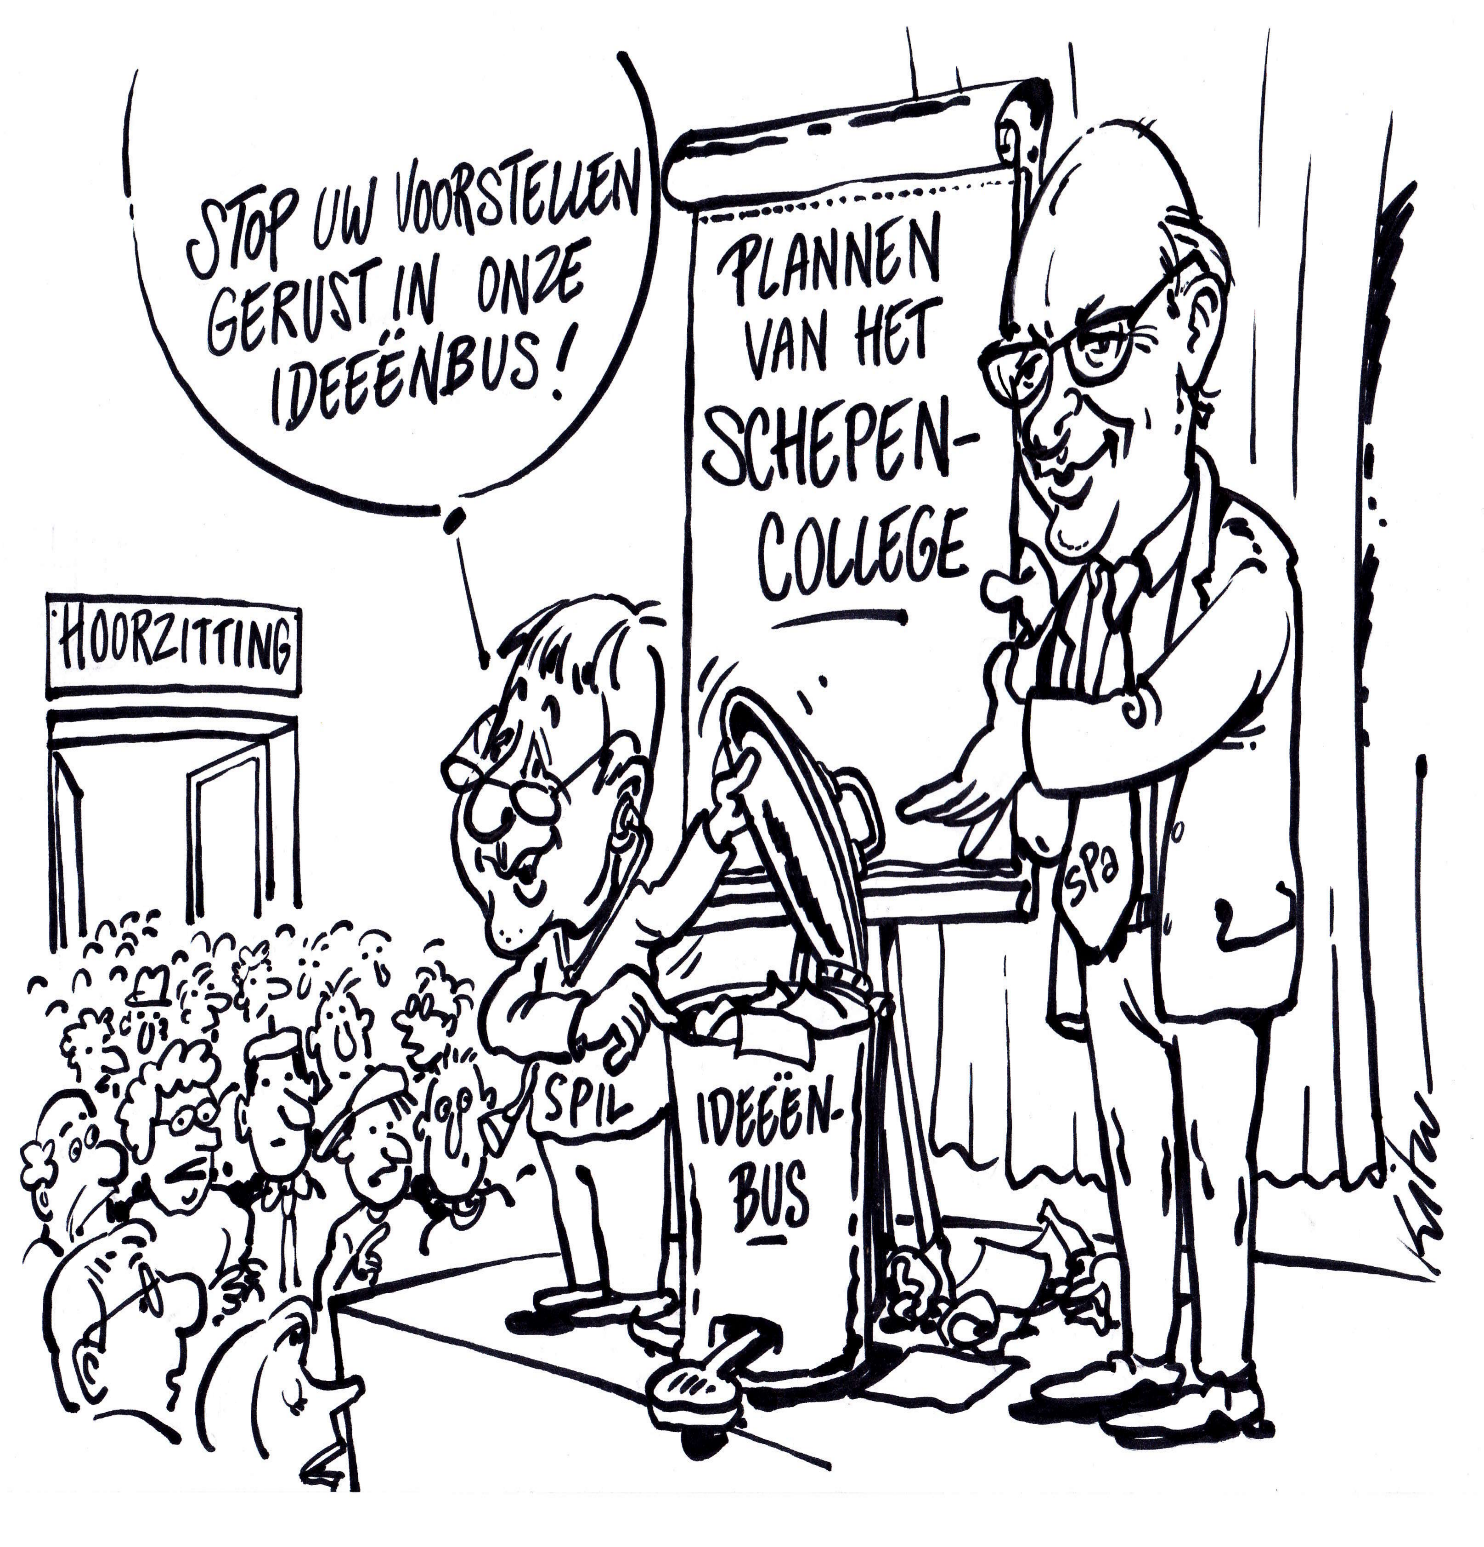 STOP UW VOORSTELLEN
GERUST IN ONZE
IDEEËNBUS!
PLANNEN
VAN HET
SCHEPEN-
COLLEGE
HOORZITTING
SPIL
IDEEËN-
BUS
SPa